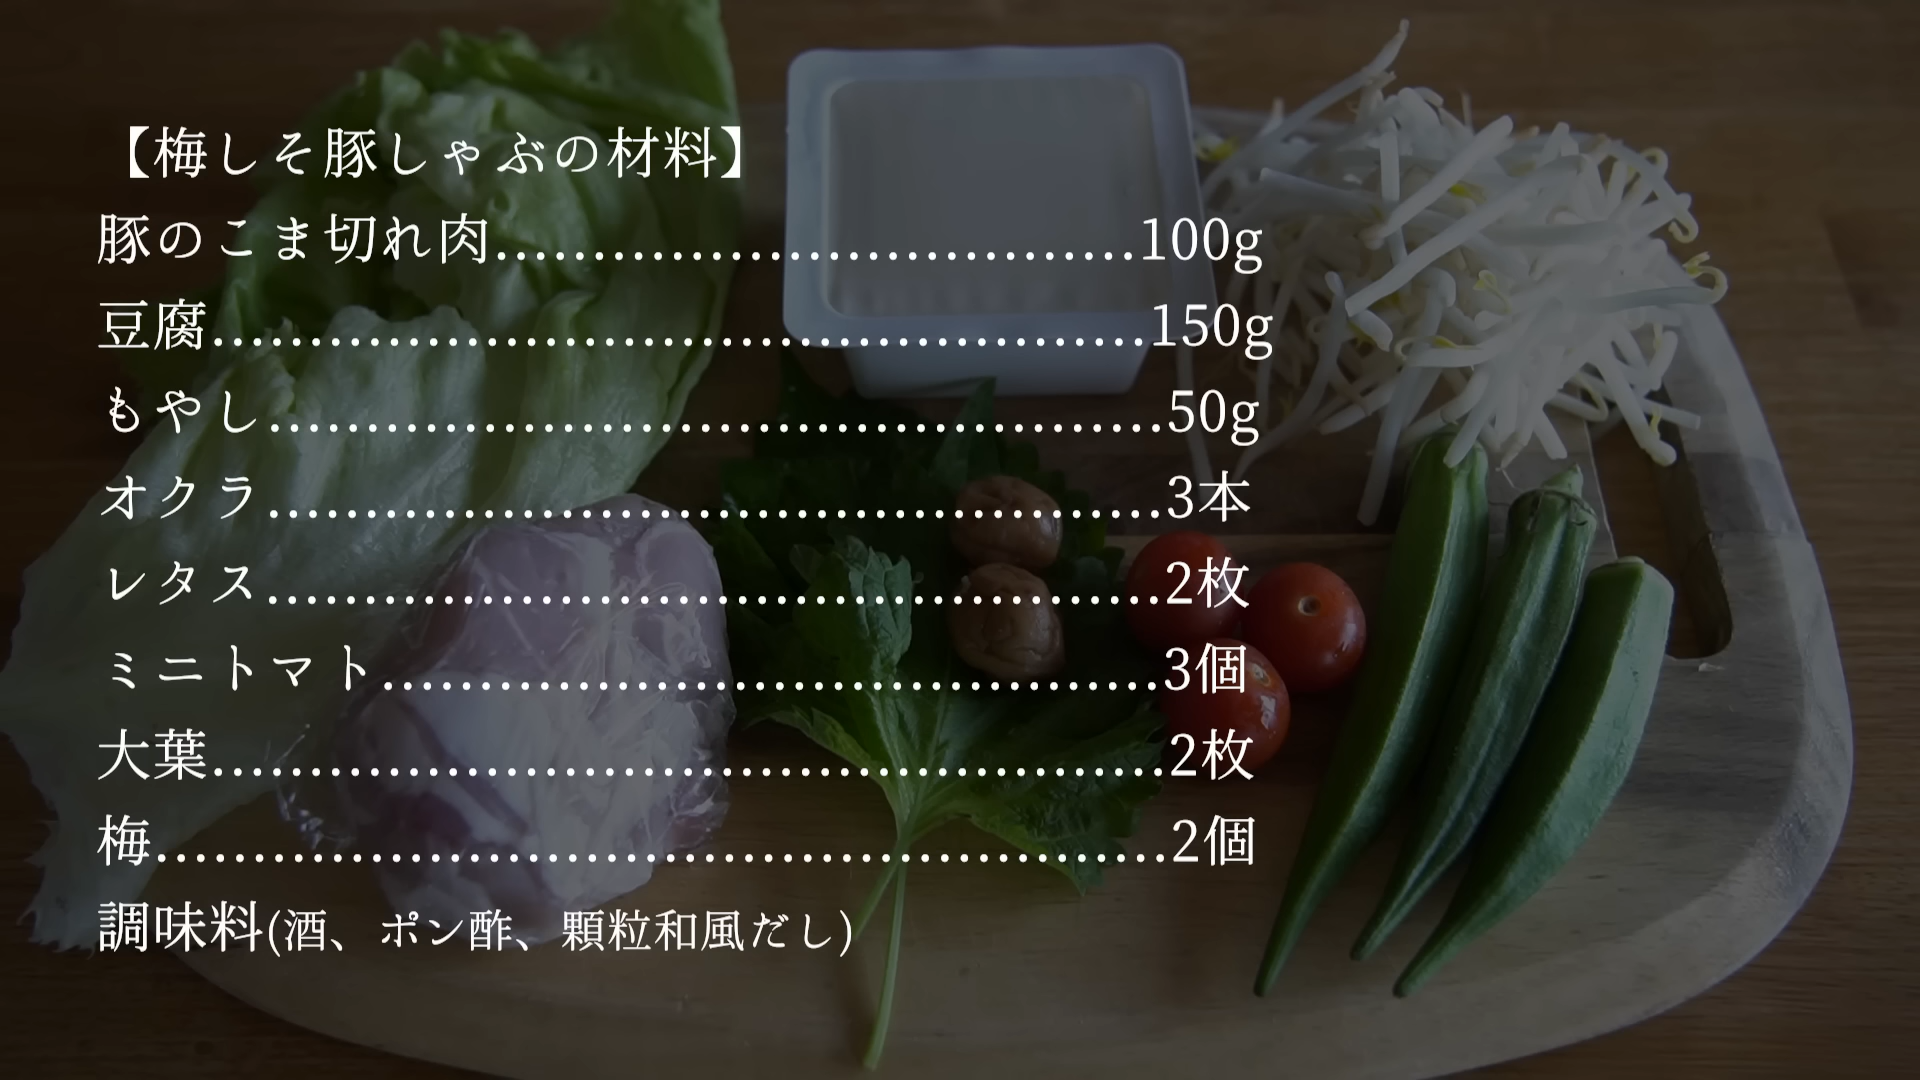 【梅しそ豚しゃぶの材料】
豚のこま切れ肉.................................100g
豆腐................................................150g
もやし..............................................50g
オクラ..............................................3本
レタス..............................................2枚
ミニトマト........................................3個
大葉.................................................2枚
梅....................................................2個
調味料(酒、ポン酢、顆粒和風だし)